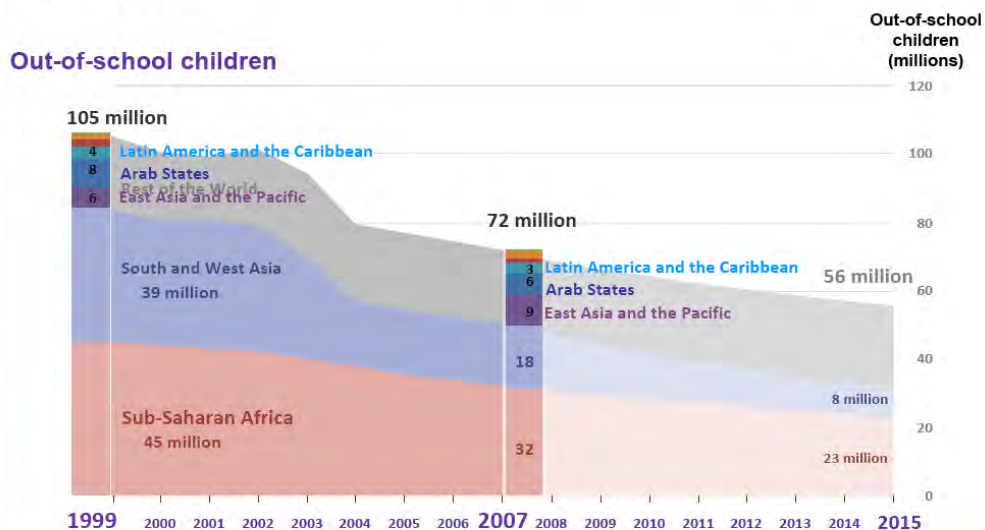 Out-of-school
children
(millions)
Out-of-school children
120
105 million
100
4 Latin America and the Caribbean
8 Arab States
Rest of the World
6 East Asia and the Pacific
80
72 million
South and West Asia
39 million
3 Latin America and the Caribbean
6 Arab States
9 East Asia and the Pacific
56 million
60
40
18
8 million
Sub-Saharan Africa
45 million
20
32
23 million
0
1999 2000 2001 2002 2003 2004 2005 2006 2007 2008 2009 2010 2011 2012 2013 2014 2015